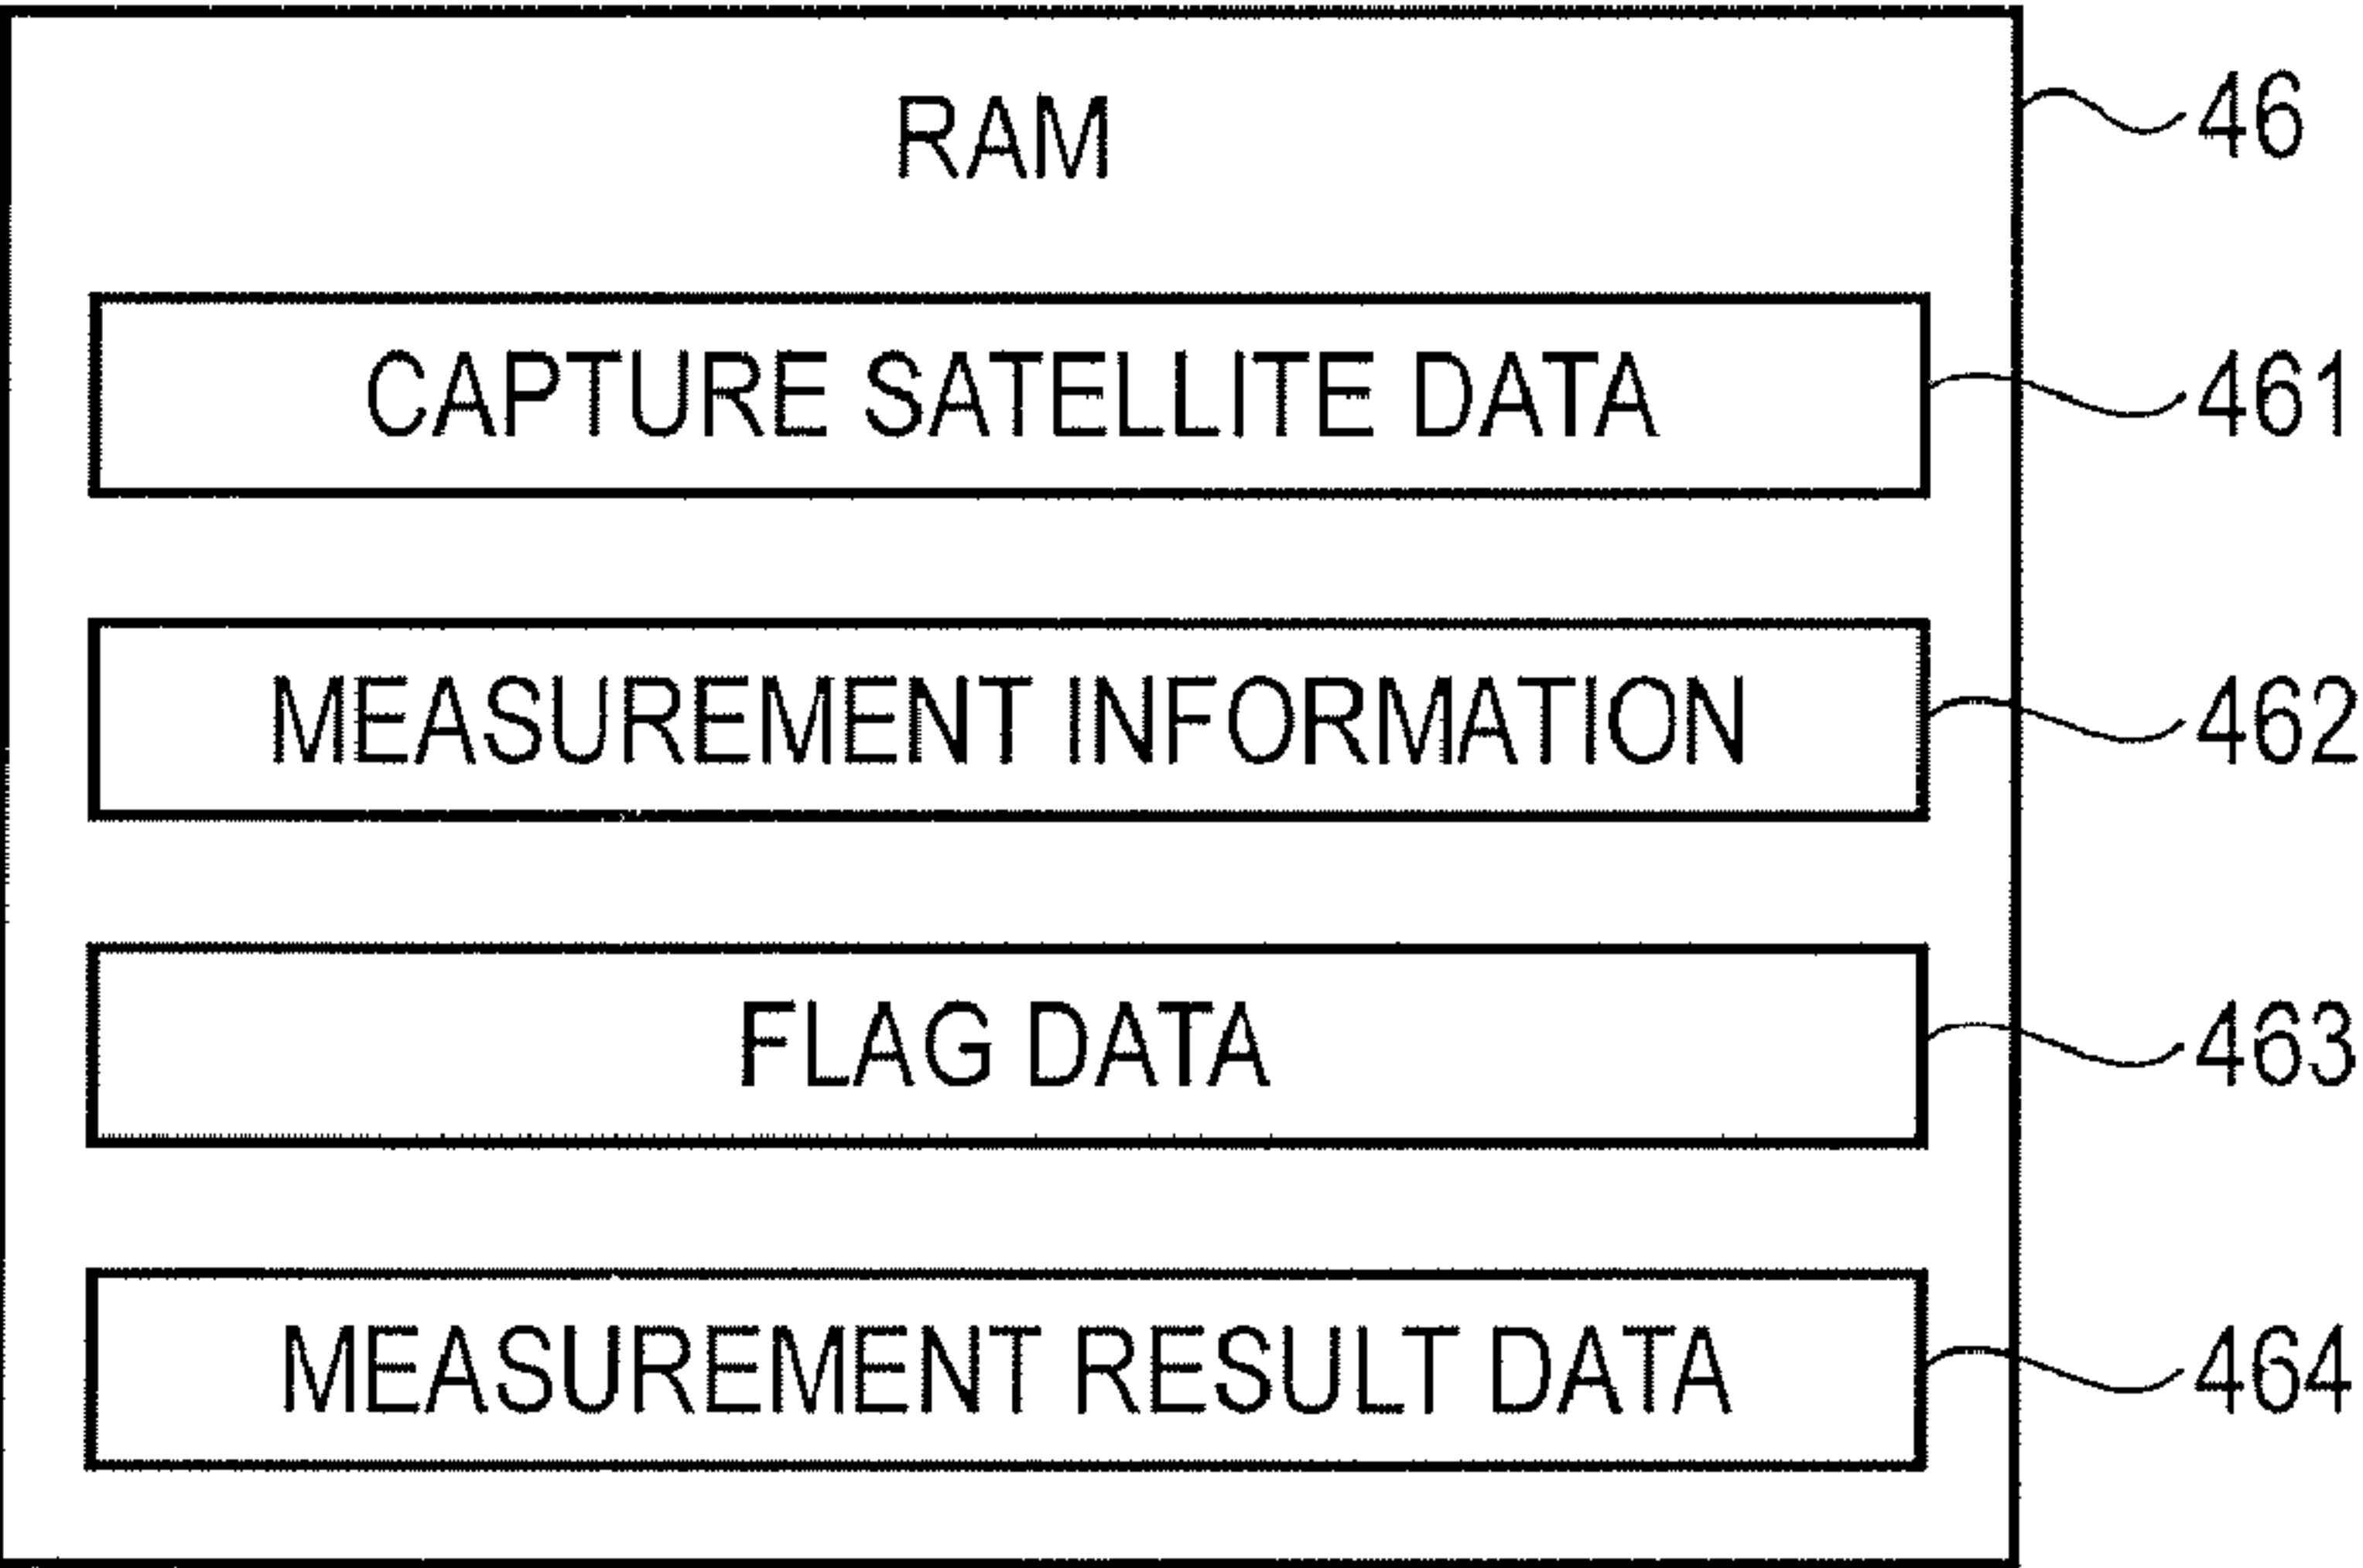 RAM 46
CAPTURE SATELLITE DATA 461
MEASUREMENT INFORMATION 462
FLAG DATA 463
MEASUREMENT RESULT DATA 464